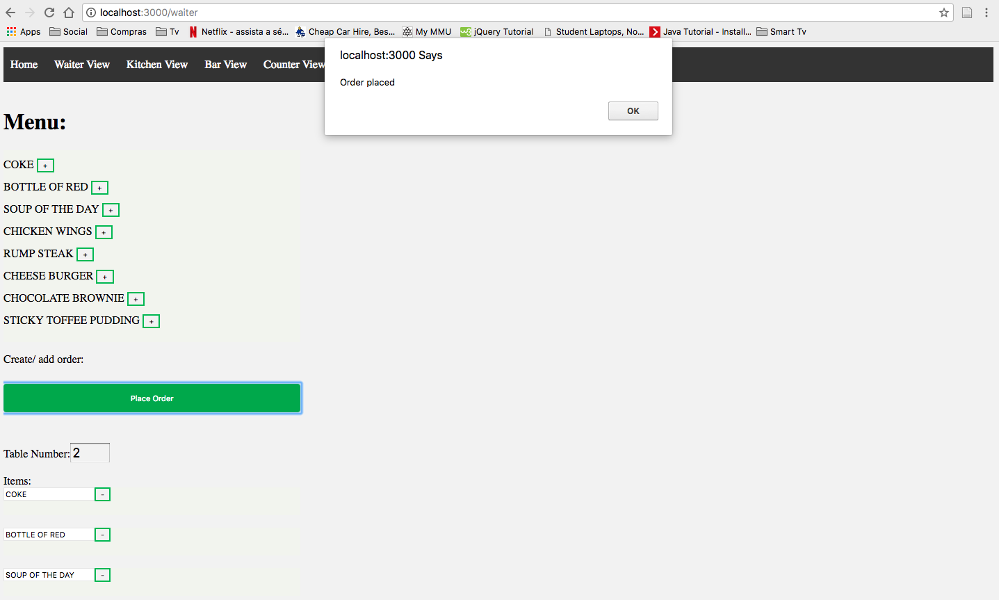 localhost:3000/waiter
Apps Social Compras Tv Netflix - assista a sé... Cheap Car Hire, Bes... My MMU jQuery Tutorial Student Laptops, No... Java Tutorial - Install... Smart Tv
Home Waiter View Kitchen View Bar View Counter View
localhost:3000 Says
Order placed
OK
Menu:
COKE +
BOTTLE OF RED +
SOUP OF THE DAY +
CHICKEN WINGS +
RUMP STEAK +
CHEESE BURGER +
CHOCOLATE BROWNIE +
STICKY TOFFEE PUDDING +
Create/ add order:
Place Order
Table Number: 2
Items:
COKE -
BOTTLE OF RED -
SOUP OF THE DAY -